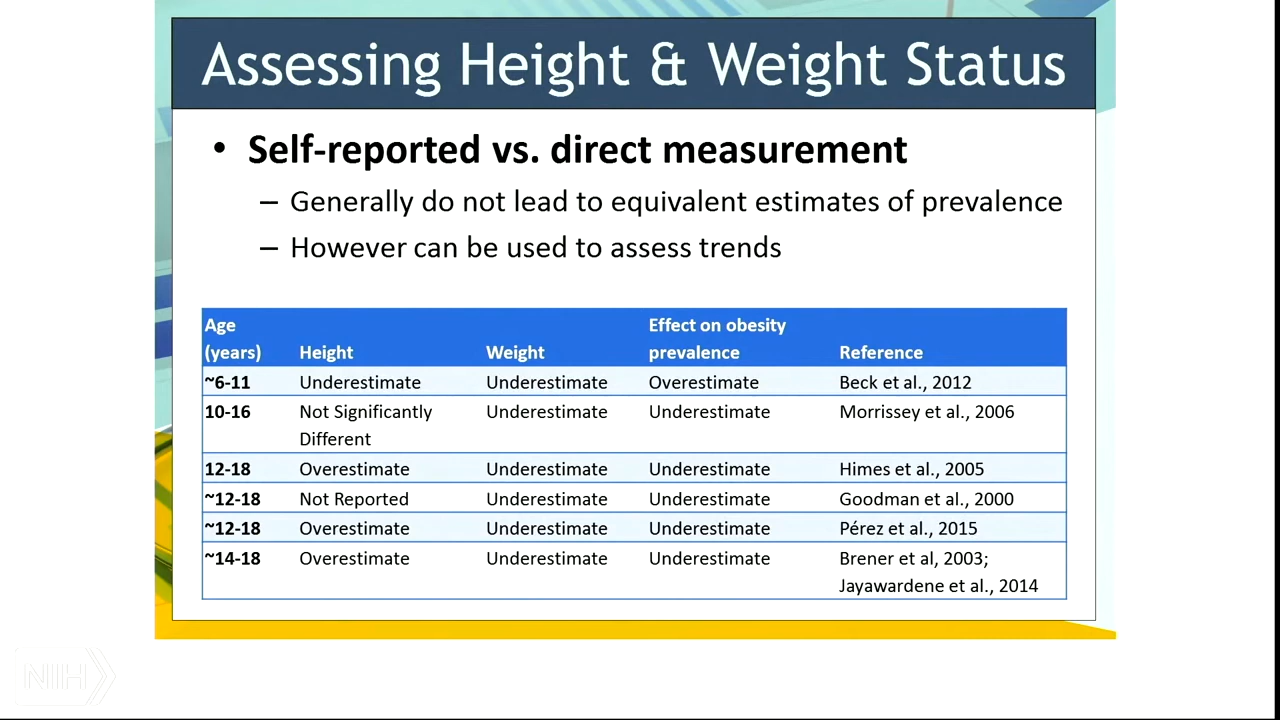 Assessing Height & Weight Status
• Self-reported vs. direct measurement
– Generally do not lead to equivalent estimates of prevalence
– However can be used to assess trends
Age (years) Height Weight Effect on obesity prevalence Reference
~6-11 Underestimate Underestimate Overestimate Beck et al., 2012
10-16 Not Significantly Different Underestimate Underestimate Morrissey et al., 2006
12-18 Overestimate Underestimate Underestimate Himes et al., 2005
~12-18 Not Reported Underestimate Underestimate Goodman et al., 2000
~12-18 Overestimate Underestimate Underestimate Pérez et al., 2015
~14-18 Overestimate Underestimate Underestimate Brener et al, 2003; Jayawardene et al., 2014
NIH